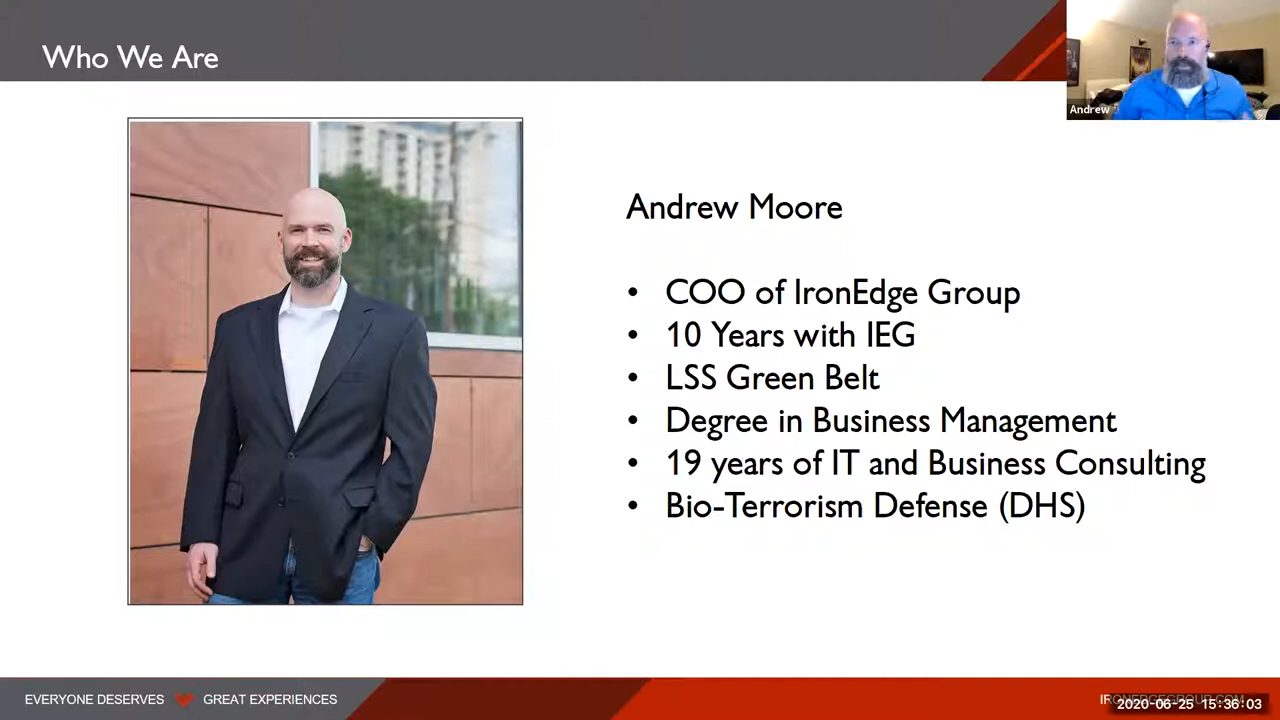 Who We Are
Andrew
Andrew Moore
• COO of IronEdge Group
• 10 Years with IEG
• LSS Green Belt
• Degree in Business Management
• 19 years of IT and Business Consulting
• Bio-Terrorism Defense (DHS)
EVERYONE DESERVES GREAT EXPERIENCES
2020-06-25 15:36:03